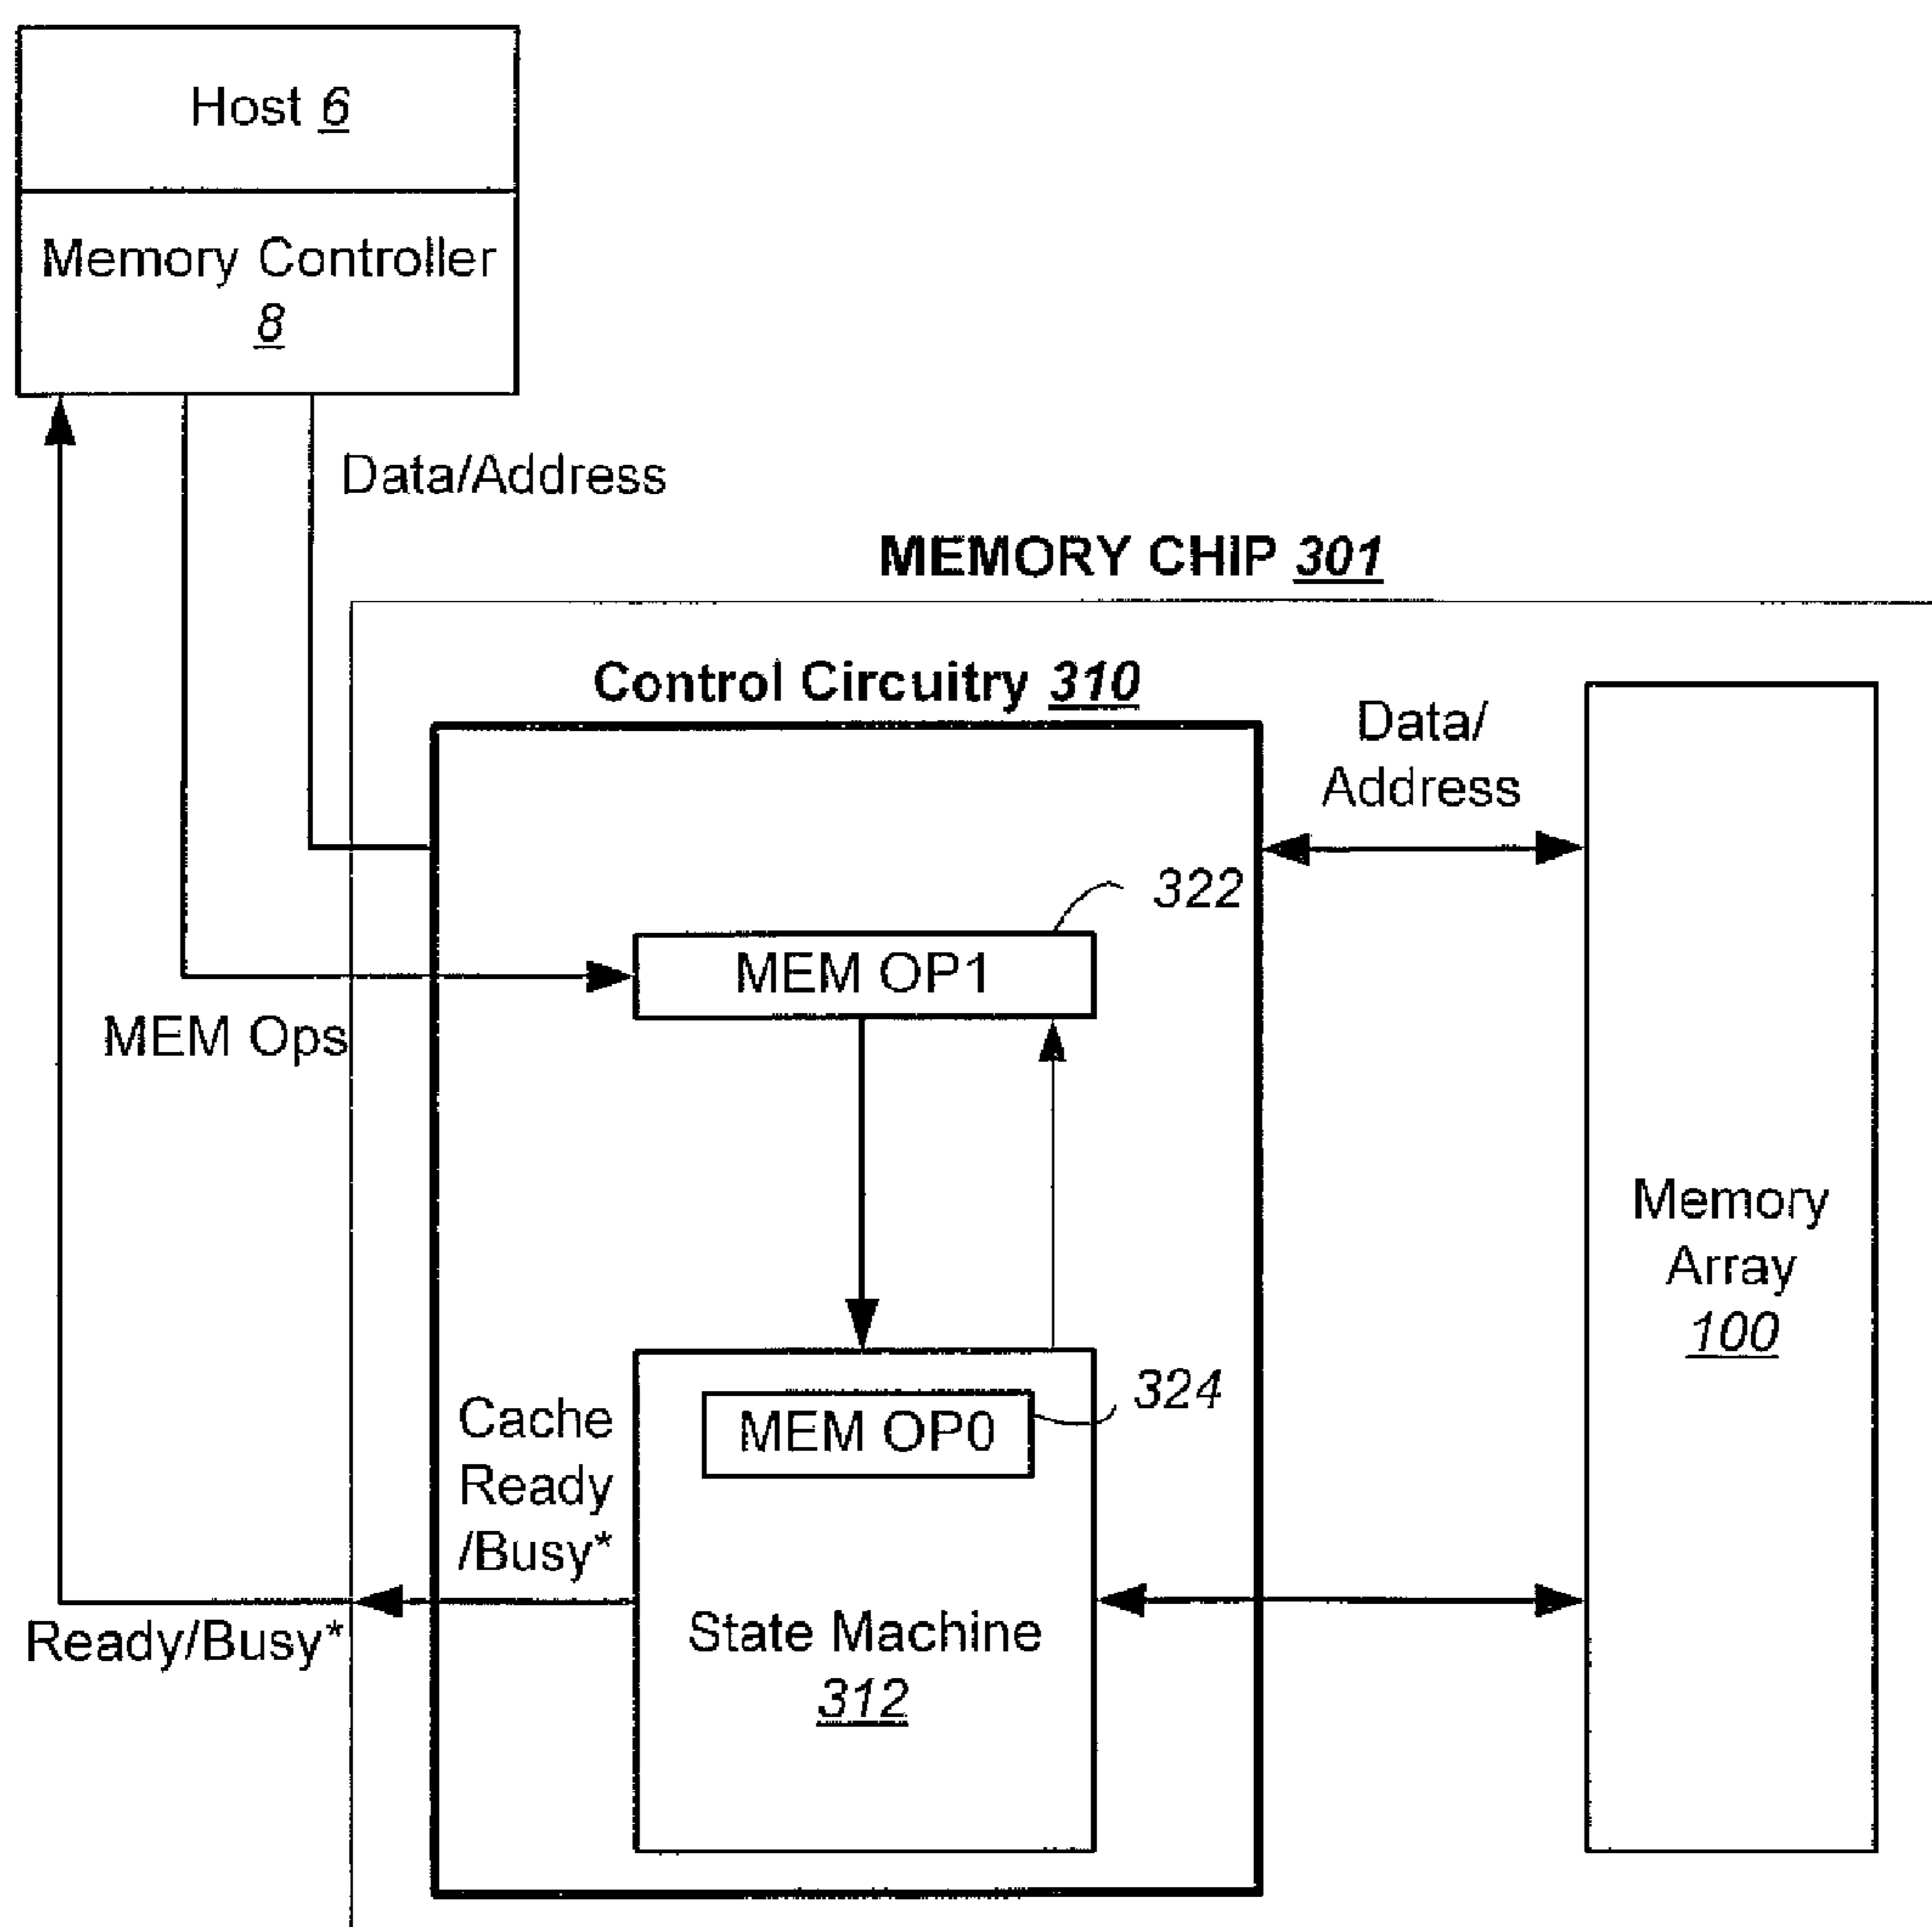 Host 6
Memory Controller
8
Data/Address
MEMORY CHIP 301
Control Circuitry 310
Data/
Address
322
MEM OP1
MEM Ops
Memory
Array
100
324
MEM OP0
Cache
Ready
/Busy*
State Machine
312
Ready/Busy*